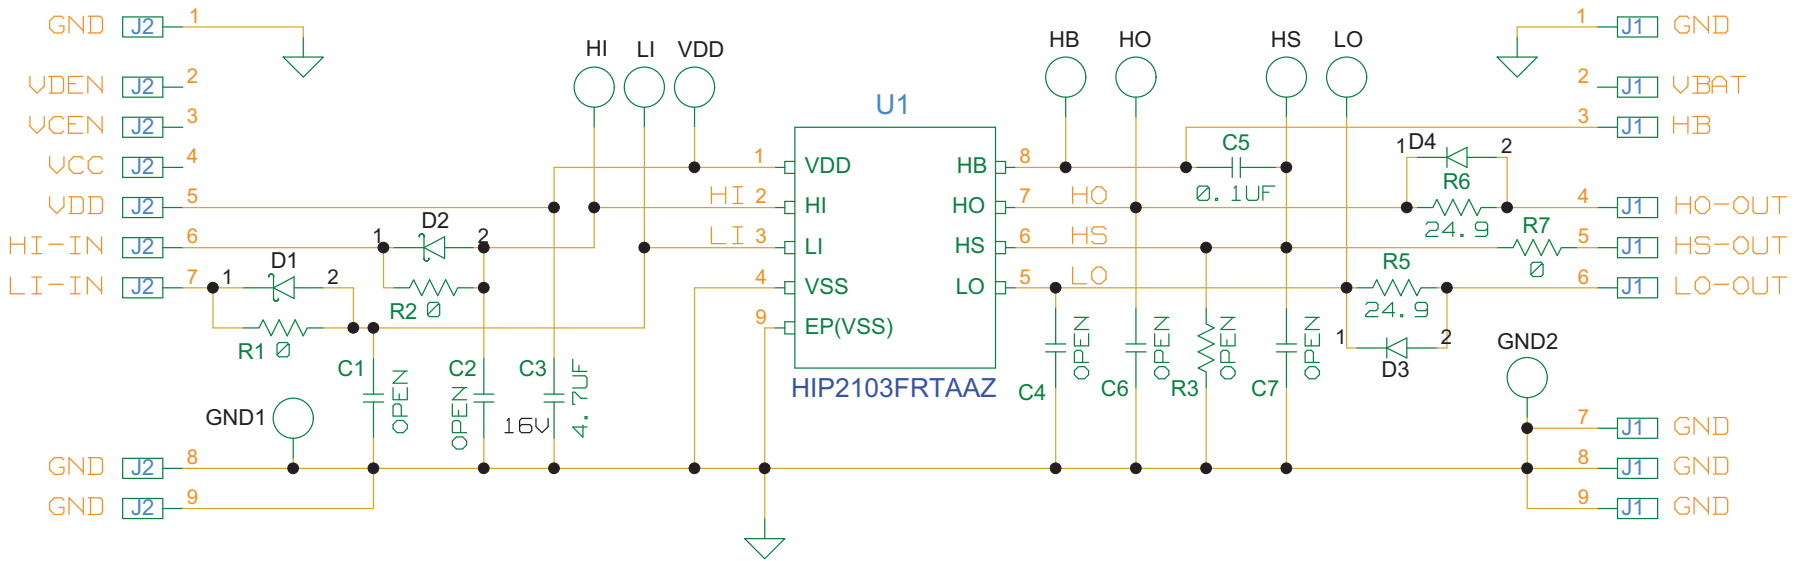 GND J2 1
VDEN J2 2
VCEN J2 3
VCC J2 4
VDD J2 5
HI-IN J2 6
LI-IN J2 7
GND J2 8
GND J2 9
HI LI VDD
1 D2 2
R2 0
1 D1 2
R1 0
C1 OPEN
C2 OPEN
C3 4.7UF
16V
GND1
U1
1 VDD
HI 2 HI
LI 3 LI
4 VSS
9 EP(VSS)
HB 8
HO 7 HO
HS 6 HS
LO 5 LO
HIP2103FRTAAZ
HB HO HS LO
C5
0.1UF
1 D4 2
R6
24.9
R7
0
R5
24.9
1 D3 2
C4 OPEN
C6 OPEN
R3 OPEN
C7 OPEN
GND2
1 J1 GND
2 J1 VBAT
3 J1 HB
4 J1 HO-OUT
5 J1 HS-OUT
6 J1 LO-OUT
7 J1 GND
8 J1 GND
9 J1 GND